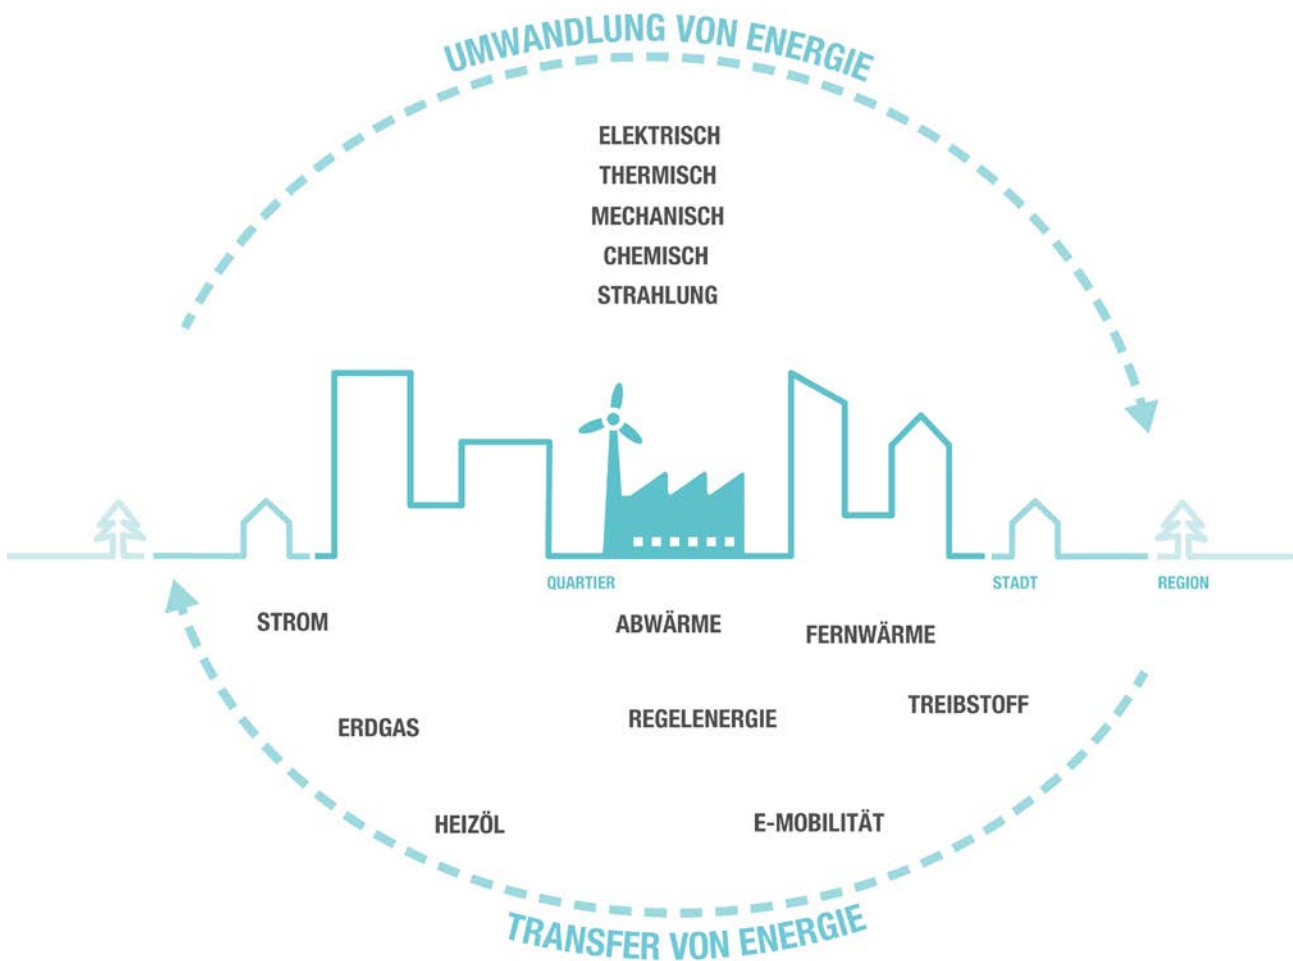 UMWANDLUNG VON ENERGIE
ELEKTRISCH
THERMISCH
MECHANISCH
CHEMISCH
STRAHLUNG
QUARTIER
STADT
REGION
STROM
ABWÄRME
FERNWÄRME
TREIBSTOFF
ERDGAS
REGELENERGIE
HEIZÖL
E-MOBILITÄT
TRANSFER VON ENERGIE